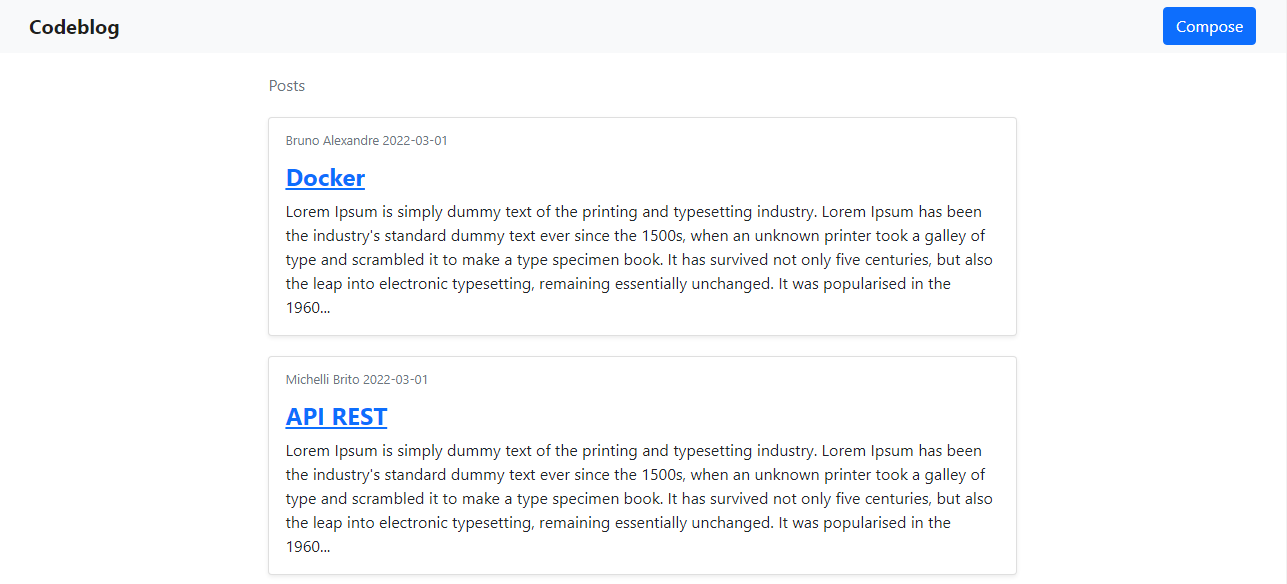 Codeblog
Compose
Posts
Bruno Alexandre 2022-03-01
Docker
Lorem Ipsum is simply dummy text of the printing and typesetting industry. Lorem Ipsum has been
the industry's standard dummy text ever since the 1500s, when an unknown printer took a galley of
type and scrambled it to make a type specimen book. It has survived not only five centuries, but also
the leap into electronic typesetting, remaining essentially unchanged. It was popularised in the
1960...
Michelli Brito 2022-03-01
API REST
Lorem Ipsum is simply dummy text of the printing and typesetting industry. Lorem Ipsum has been
the industry's standard dummy text ever since the 1500s, when an unknown printer took a galley of
type and scrambled it to make a type specimen book. It has survived not only five centuries, but also
the leap into electronic typesetting, remaining essentially unchanged. It was popularised in the
1960...